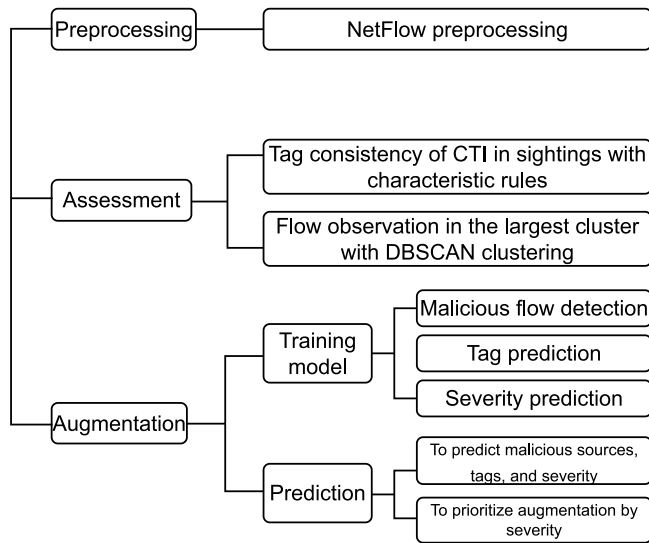 Preprocessing
NetFlow preprocessing
Assessment
Tag consistency of CTI in sightings with
characteristic rules
Flow observation in the largest cluster
with DBSCAN clustering
Augmentation
Training
model
Malicious flow detection
Tag prediction
Severity prediction
Prediction
To predict malicious sources,
tags, and severity
To prioritize augmentation by
severity